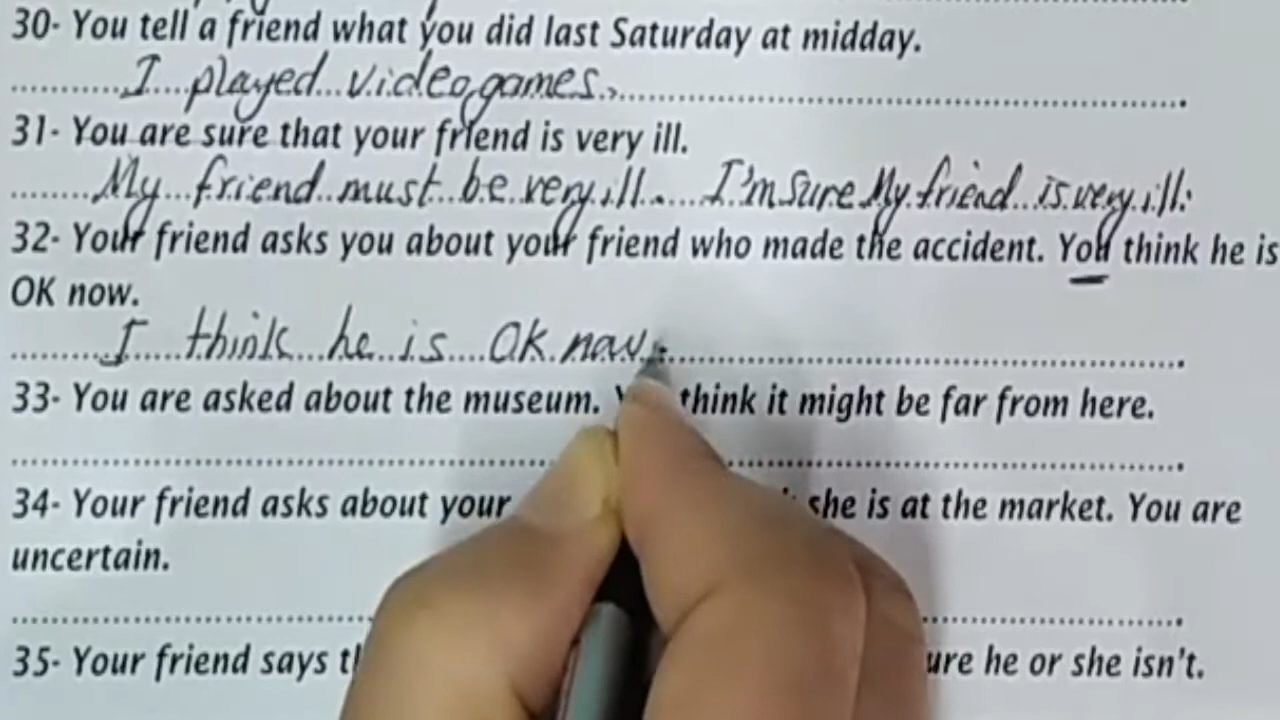 30- You tell a friend what you did last Saturday at midday.
I played video games.
31- You are sure that your friend is very ill.
My friend must be very ill. I'm sure My friend is very ill.
32- Your friend asks you about your friend who made the accident. You think he is
OK now.
I think he is OK now.
33- You are asked about the museum. think it might be far from here.
34- Your friend asks about your she is at the market. You are
uncertain.
35- Your friend says he or she isn't.